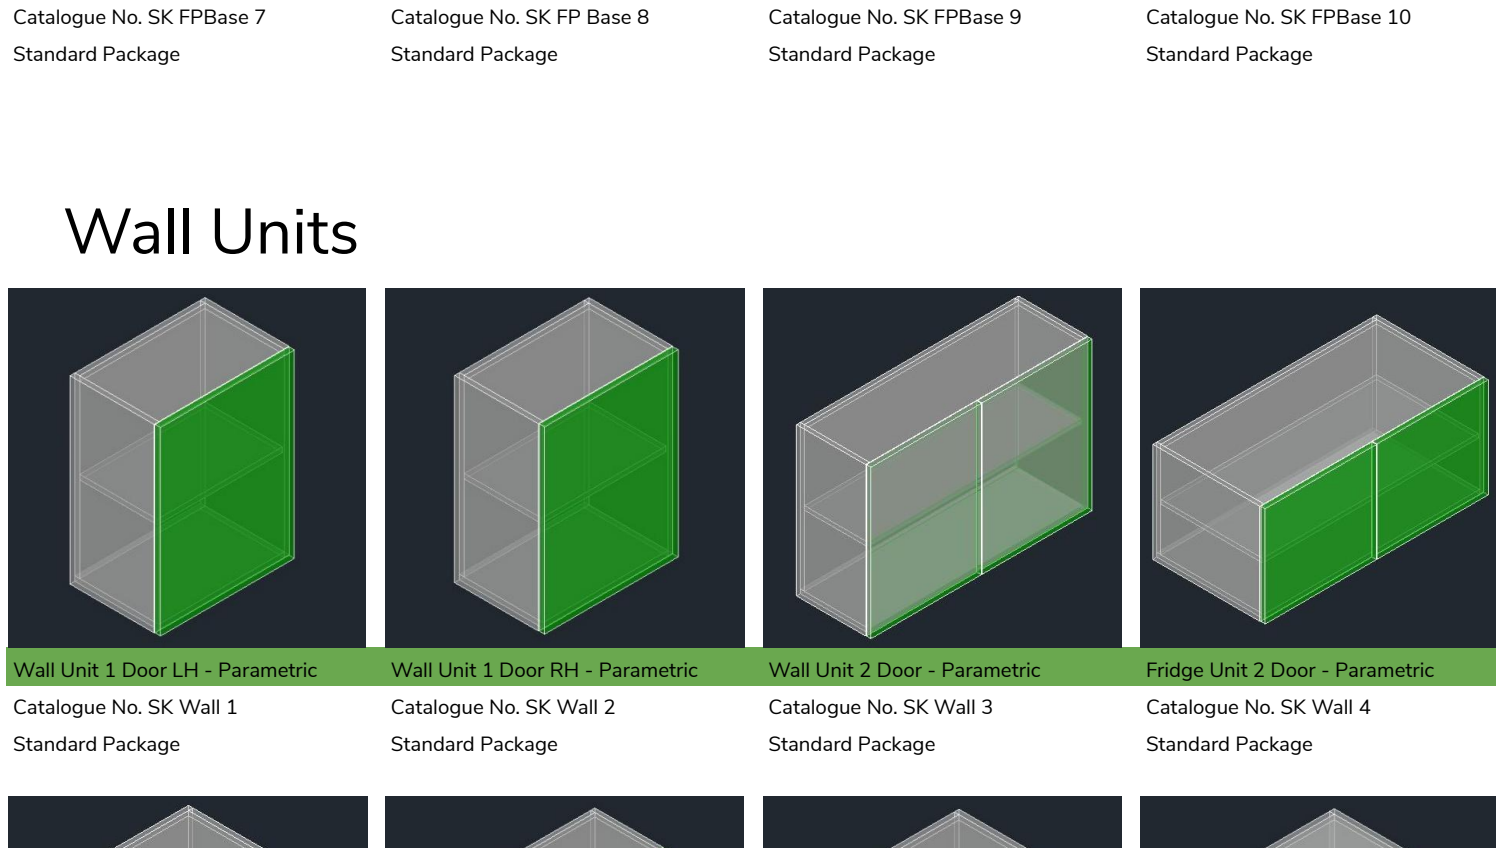 Catalogue No. SK FPBase 7
Catalogue No. SK FP Base 8
Catalogue No. SK FPBase 9
Catalogue No. SK FPBase 10
Standard Package
Standard Package
Standard Package
Standard Package
Wall Units
Wall Unit 1 Door LH - Parametric
Wall Unit 1 Door RH - Parametric
Wall Unit 2 Door - Parametric
Fridge Unit 2 Door - Parametric
Catalogue No. SK Wall 1
Catalogue No. SK Wall 2
Catalogue No. SK Wall 3
Catalogue No. SK Wall 4
Standard Package
Standard Package
Standard Package
Standard Package